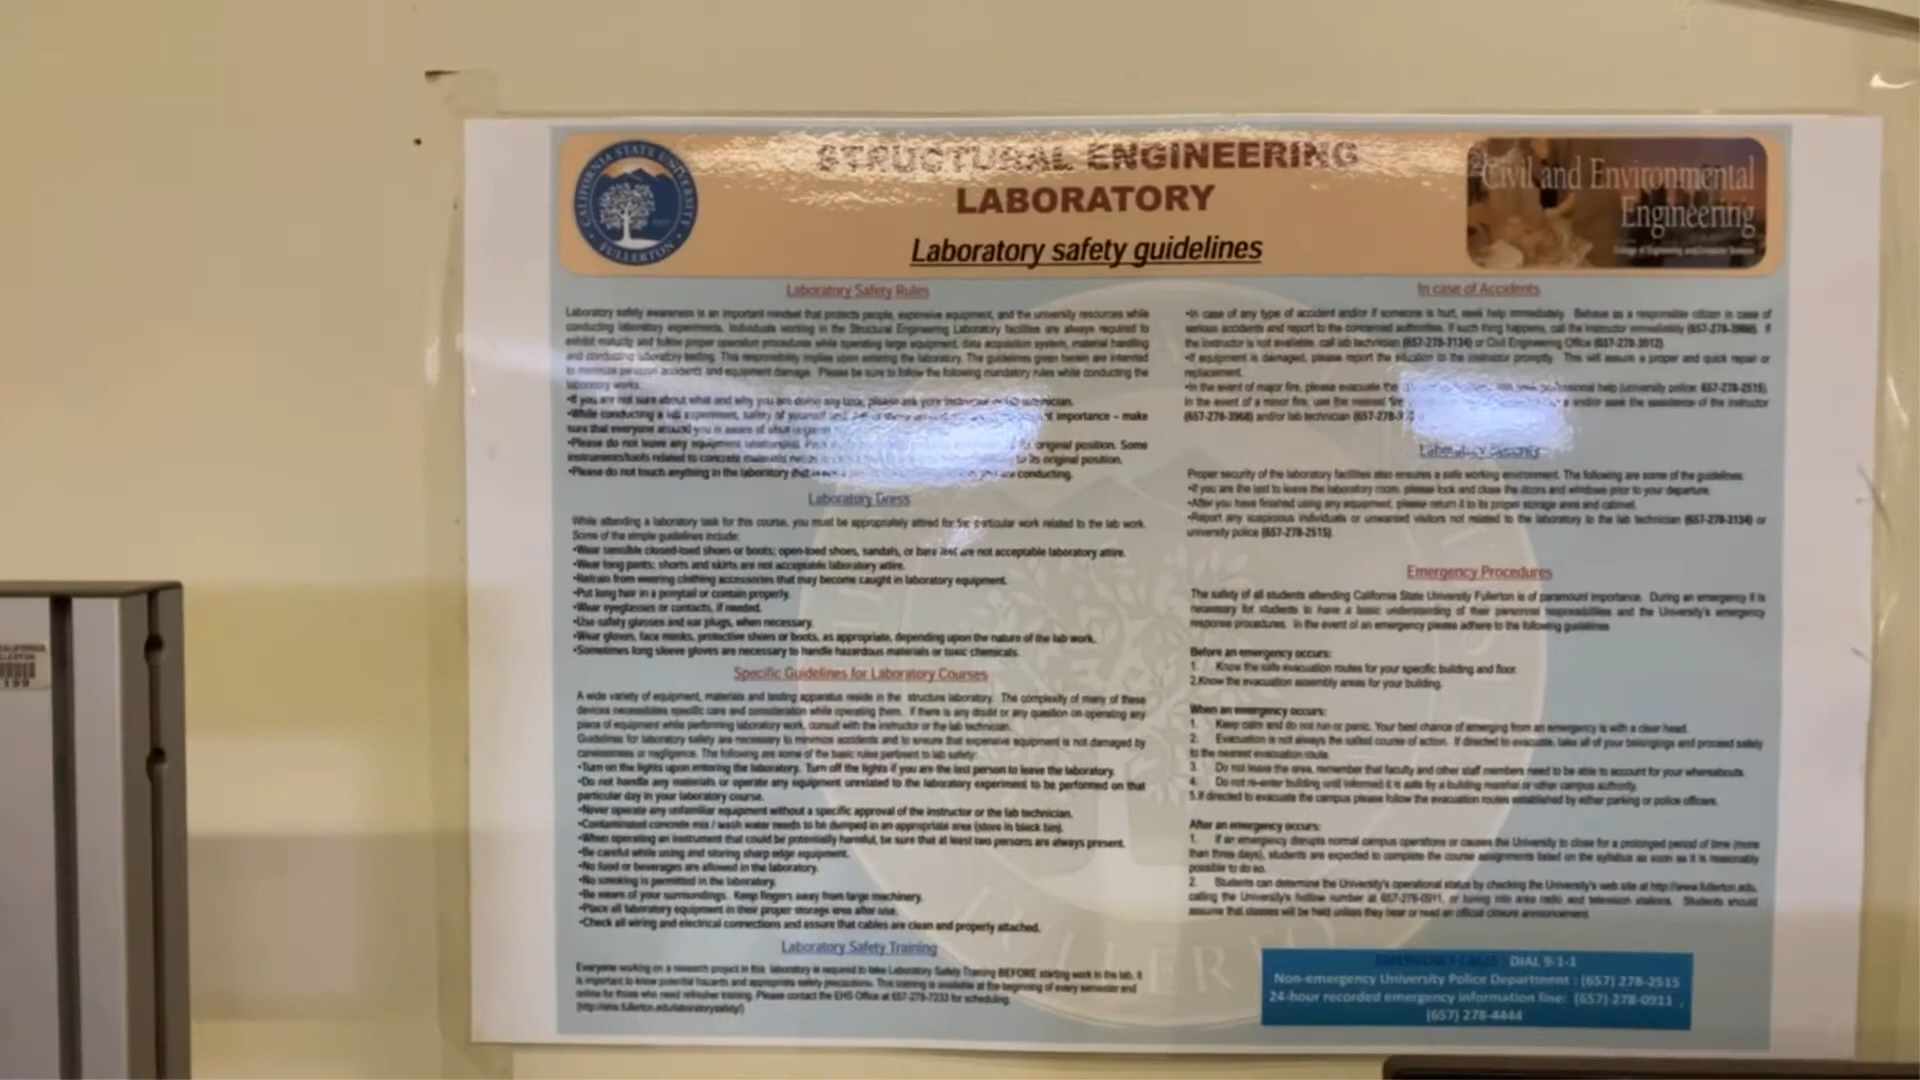 STRUCTURAL ENGINEERING
LABORATORY
Laboratory safety guidelines
CALIFORNIA STATE UNIVERSITY
FULLERTON
Civil and Environmental
Engineering
College of Engineering and Computer Science
Laboratory Safety Rules
Laboratory safety awareness is an important mindset that protects people, expensive equipment, and the university resources while
conducting laboratory experiments. Individuals working in the Structural Engineering Laboratory facilities are always required to
exhibit maturity and follow proper operation procedures while operating large equipment, data acquisition system, material handling
and conducting laboratory testing. This responsibility implies upon entering the laboratory. The guidelines given herein are intended
to minimize personal accidents and equipment damage. Please be sure to follow the following mandatory rules while conducting the
laboratory works.
•If you are not sure about what and why you are doing any task, please ask your instructor or lab technician.
•While conducting a lab experiment, safety of yourself and importance – make
sure that everyone around you is aware of what
•Please do not leave any equipment unattended. original position. Some
instruments/tools related to concrete materials needs to its original position.
•Please do not touch anything in the laboratory that conducting.
Laboratory Dress
While attending a laboratory task for this course, you must be appropriately attired for the particular work related to the lab work.
Some of the simple guidelines include:
•Wear sensible closed-toed shoes or boots; open-toed shoes, sandals, or bare feet are not acceptable laboratory attire.
•Wear long pants; shorts and skirts are not acceptable laboratory attire.
•Refrain from wearing clothing accessories that may become caught in laboratory equipment.
•Put long hair in a ponytail or contain properly.
•Wear eyeglasses or contacts, if needed.
•Use safety glasses and ear plugs, when necessary.
•Wear gloves, face masks, protective shoes or boots, as appropriate, depending upon the nature of the lab work.
•Sometimes long sleeve gloves are necessary to handle hazardous materials or toxic chemicals.
Specific Guidelines for Laboratory Courses
A wide variety of equipment, materials and testing apparatus reside in the structure laboratory. The complexity of many of these
devices necessitates specific care and consideration while operating them. If there is any doubt or any question on operating any
piece of equipment while performing laboratory work, consult with the instructor or the lab technician.
Guidelines for laboratory safety are necessary to minimize accidents and to ensure that expensive equipment is not damaged by
carelessness or negligence. The following are some of the basic rules pertinent to lab safety:
•Turn on the lights upon entering the laboratory. Turn off the lights if you are the last person to leave the laboratory.
•Do not handle any materials or operate any equipment unrelated to the laboratory experiment to be performed on that
particular day in your laboratory course.
•Never operate any unfamiliar equipment without a specific approval of the instructor or the lab technician.
•Contaminated concrete mix / wash water needs to be dumped in an appropriate area (store in black bin).
•When operating an instrument that could be potentially harmful, be sure that at least two persons are always present.
•Be careful while using and storing sharp edge equipment.
•No food or beverages are allowed in the laboratory.
•No smoking is permitted in the laboratory.
•Be aware of your surroundings. Keep fingers away from large machinery.
•Place all laboratory equipment in their proper storage area after use.
•Check all wiring and electrical connections and assure that cables are clean and properly attached.
Laboratory Safety Training
Everyone working on a research project in this laboratory is required to take Laboratory Safety Training BEFORE starting work in the lab. It
is important to know potential hazards and appropriate safety precautions. This training is available at the beginning of every semester and
online for those who need refresher training. Please contact the EHS Office at 657-278-7233 for scheduling.
(http://ehs.fullerton.edu/laboratorysafety/)
In case of Accidents
•In case of any type of accident and/or if someone is hurt, seek help immediately. Behave as a responsible citizen in case of
serious accidents and report to the concerned authorities. If such thing happens, call the instructor immediately (657-278-3968). If
the instructor is not available, call lab technician (657-278-3134) or Civil Engineering Office (657-278-3012).
•If equipment is damaged, please report the situation to the instructor promptly. This will assure a proper and quick repair or
replacement.
•In the event of major fire, please evacuate the professional help (university police: 657-278-2515).
In the event of a minor fire, use the nearest fire and/or seek the assistance of the instructor
(657-278-3968) and/or lab technician (657-278-
Laboratory Security
Proper security of the laboratory facilities also ensures a safe working environment. The following are some of the guidelines:
•If you are the last to leave the laboratory room, please lock and close the doors and windows prior to your departure.
•After you have finished using any equipment, please return it to its proper storage area and cabinet.
•Report any suspicious individuals or unwanted visitors not related to the laboratory to the lab technician (657-278-3134) or
university police (657-278-2515).
Emergency Procedures
The safety of all students attending California State University Fullerton is of paramount importance. During an emergency it is
necessary for students to have a basic understanding of their personal responsibilities and the University's emergency
response procedures. In the event of an emergency please adhere to the following guidelines
Before an emergency occurs:
1. Know the safe evacuation routes for your specific building and floor.
2.Know the evacuation assembly areas for your building.
When an emergency occurs:
1. Keep calm and do not run or panic. Your best chance of emerging from an emergency is with a clear head.
2. Evacuation is not always the safest course of action. If directed to evacuate, take all of your belongings and proceed safely
to the nearest evacuation route.
3. Do not leave the area, remember that faculty and other staff members need to be able to account for your whereabouts.
4. Do not re-enter building until informed it is safe by a building marshal or other campus authority.
5.If directed to evacuate the campus please follow the evacuation routes established by either parking or police officers.
After an emergency occurs:
1. If an emergency disrupts normal campus operations or causes the University to close for a prolonged period of time (more
than three days), students are expected to complete the course assignments listed on the syllabus as soon as it is reasonably
possible to do so.
2. Students can determine the University's operational status by checking the University's web site at http://www.fullerton.edu,
calling the University's hotline number at 657-278-0911, or tuning into area radio and television stations. Students should
assume that classes will be held unless they hear or read an official closure announcement.
EMERGENCY CALLS : DIAL 9-1-1
Non-emergency University Police Department : (657) 278-2515
24-hour recorded emergency information line: (657) 278-0911 ,
(657) 278-4444